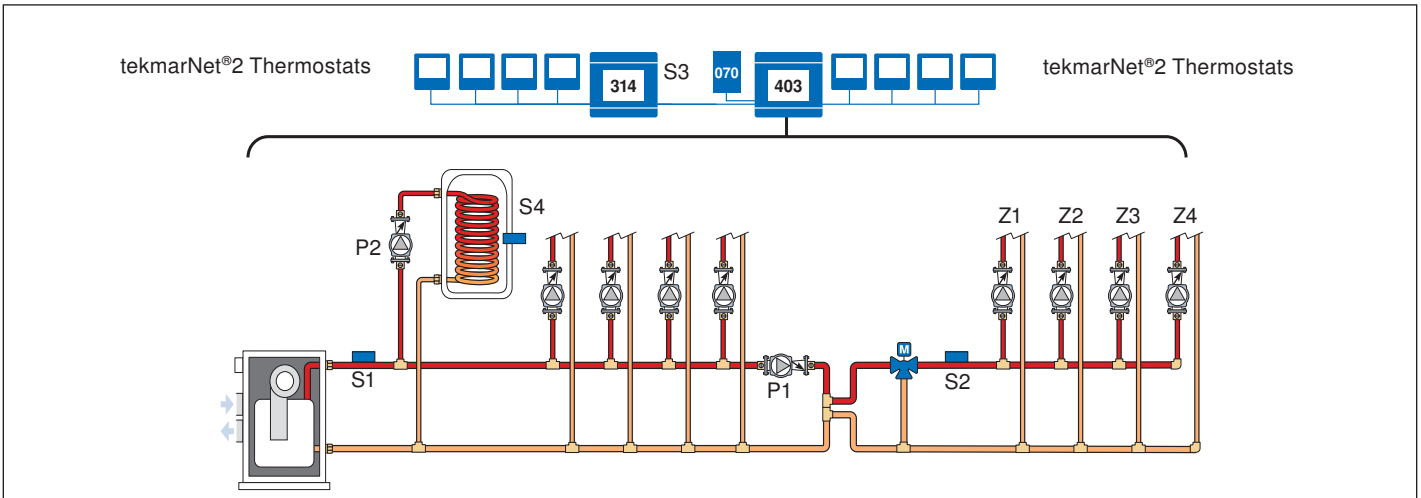 tekmarNet®2 Thermostats
314
S3
070
403
tekmarNet®2 Thermostats
S4
P2
Z1 Z2 Z3 Z4
M
S1
P1
S2